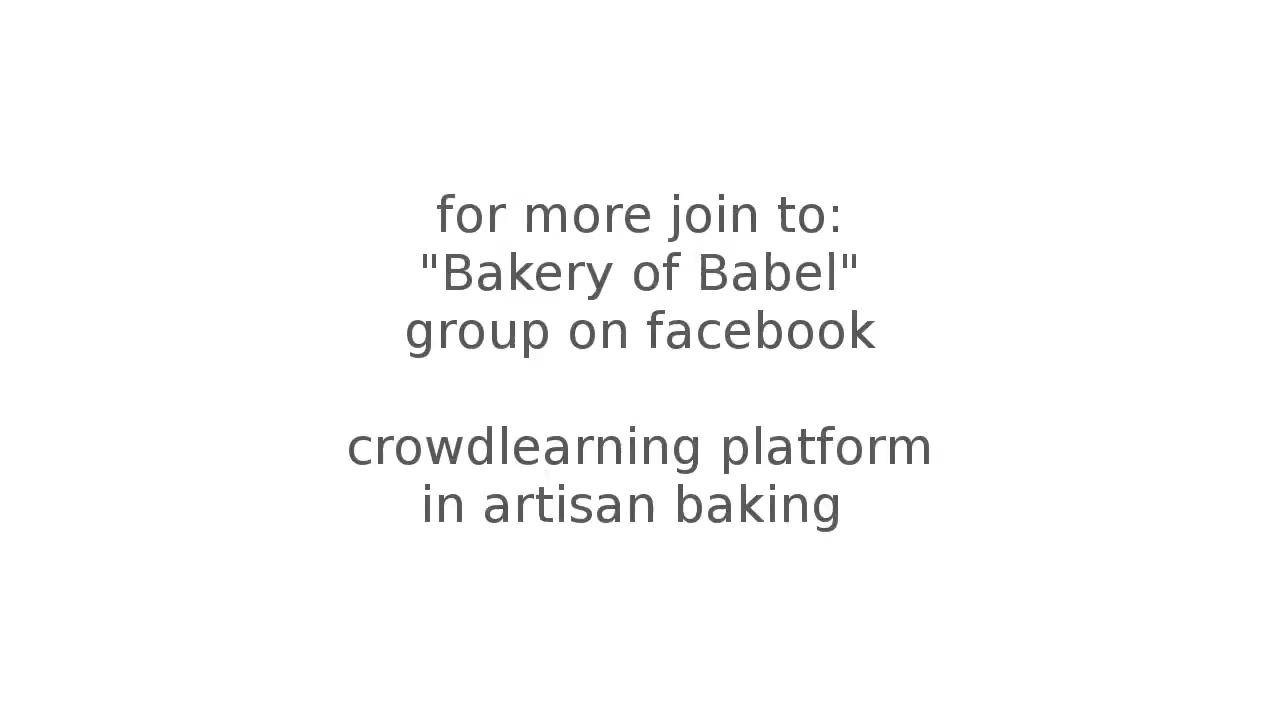 for more join to:
"Bakery of Babel"
group on facebook
crowdlearning platform
in artisan baking